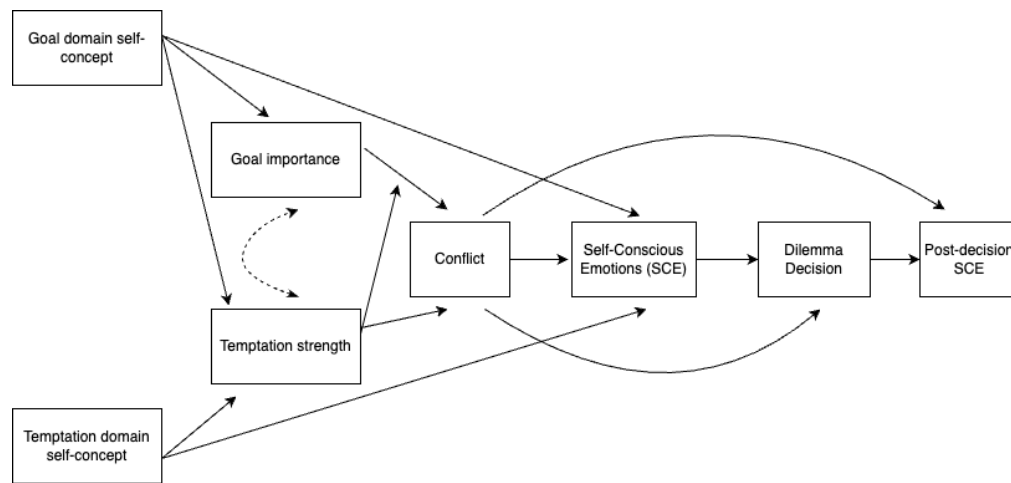 Goal domain self-
concept
Goal importance
Conflict
Self-Conscious
Emotions (SCE)
Dilemma
Decision
Post-decision
SCE
Temptation strength
Temptation domain
self-concept